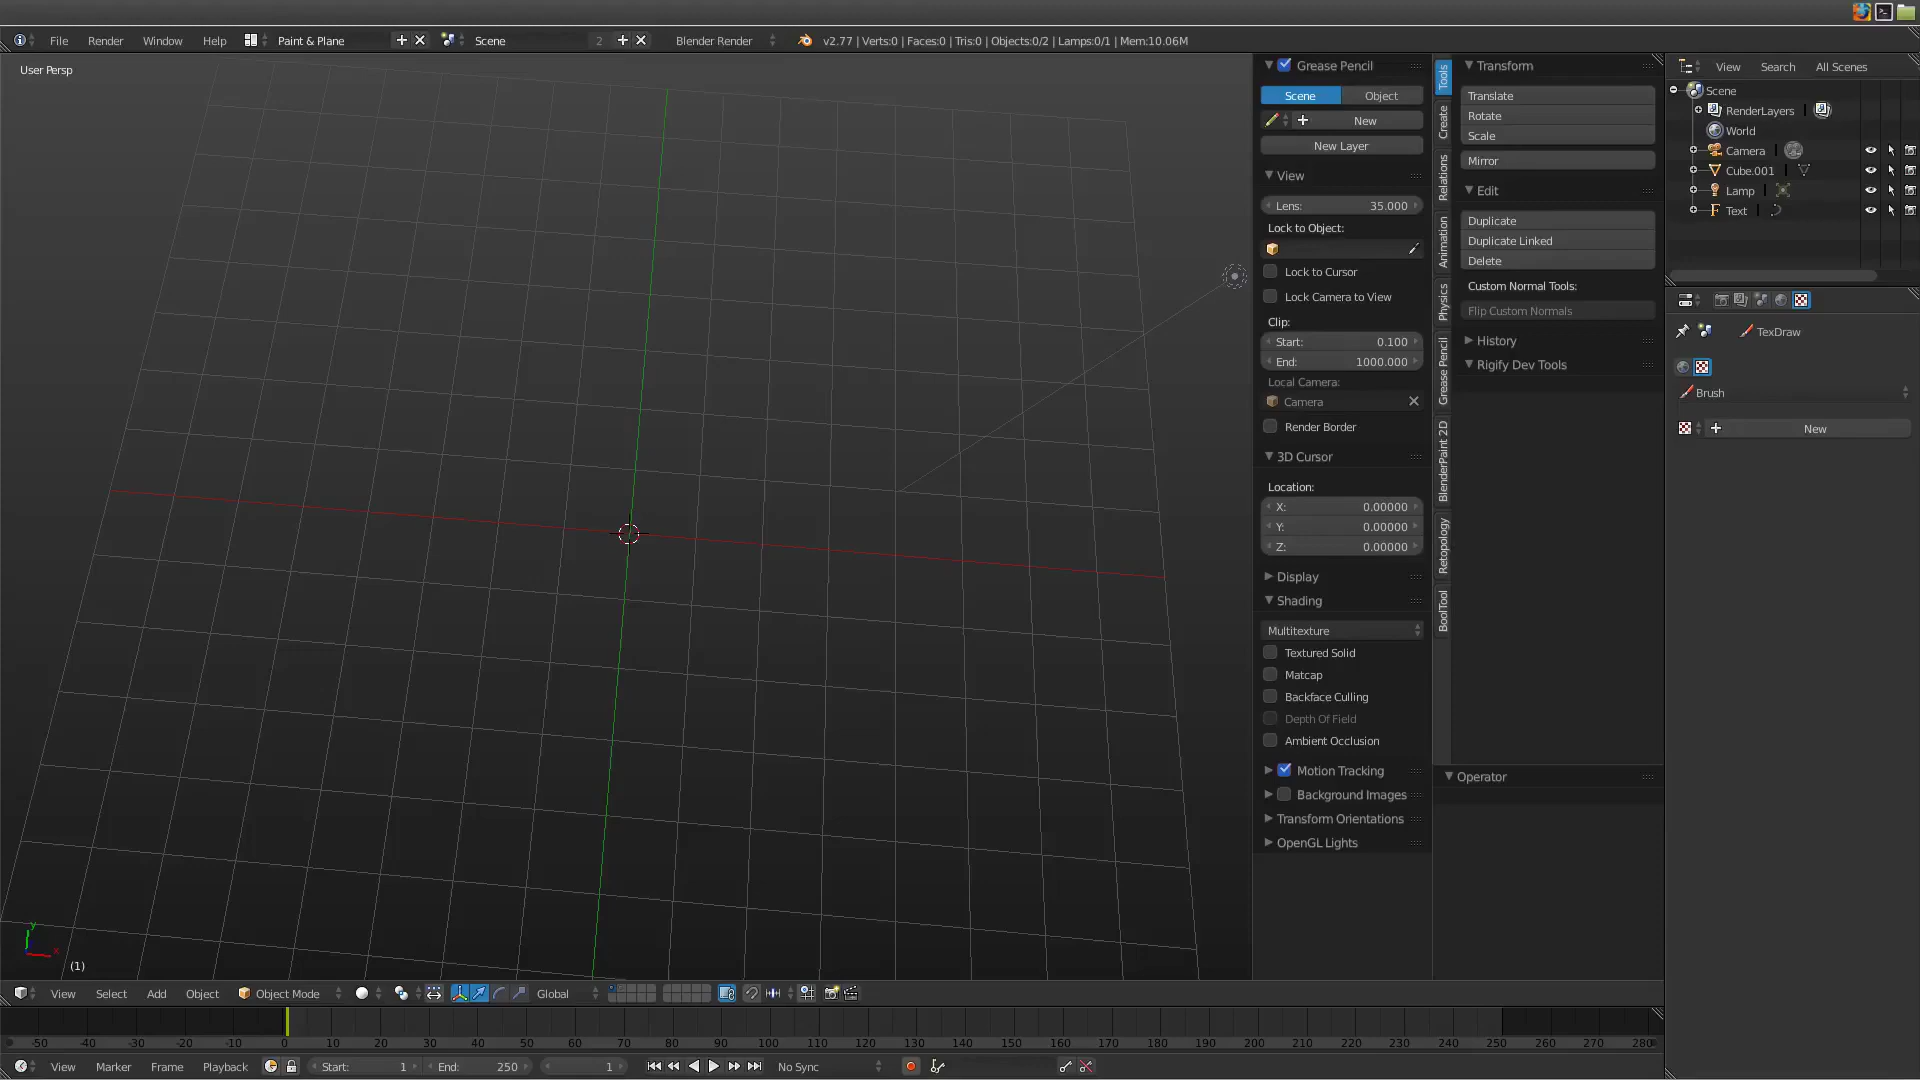 File Render Window Help Paint & Plane Scene 2 Blender Render v2.77 | Verts:0 | Faces:0 | Tris:0 | Objects:0/2 | Lamps:0/1 | Mem:10.06M
User Persp
(1)
y
x
Grease Pencil
Scene Object
New
New Layer
View
Lens: 35.000
Lock to Object:
Lock to Cursor
Lock Camera to View
Clip:
Start: 0.100
End: 1000.000
Local Camera:
Camera
Render Border
3D Cursor
Location:
X: 0.00000
Y: 0.00000
Z: 0.00000
Display
Shading
Multitexture
Textured Solid
Matcap
Backface Culling
Depth Of Field
Ambient Occlusion
Motion Tracking
Background Images
Transform Orientations
OpenGL Lights
Tools
Create
Relations
Animation
Physics
Grease Pencil
BlenderPaint 2D
Retopology
BoolTool
Transform
Translate
Rotate
Scale
Mirror
Edit
Duplicate
Duplicate Linked
Delete
Custom Normal Tools:
Flip Custom Normals
History
Rigify Dev Tools
Operator
View Search All Scenes
Scene
RenderLayers
World
Camera
Cube.001
Lamp
Text
TexDraw
Brush
New
View Select Add Object Object Mode Global
-50 -40 -30 -20 -10 0 10 20 30 40 50 60 70 80 90 100 110 120 130 140 150 160 170 180 190 200 210 220 230 240 250 260 270 280
View Marker Frame Playback Start: 1 End: 250 1 No Sync